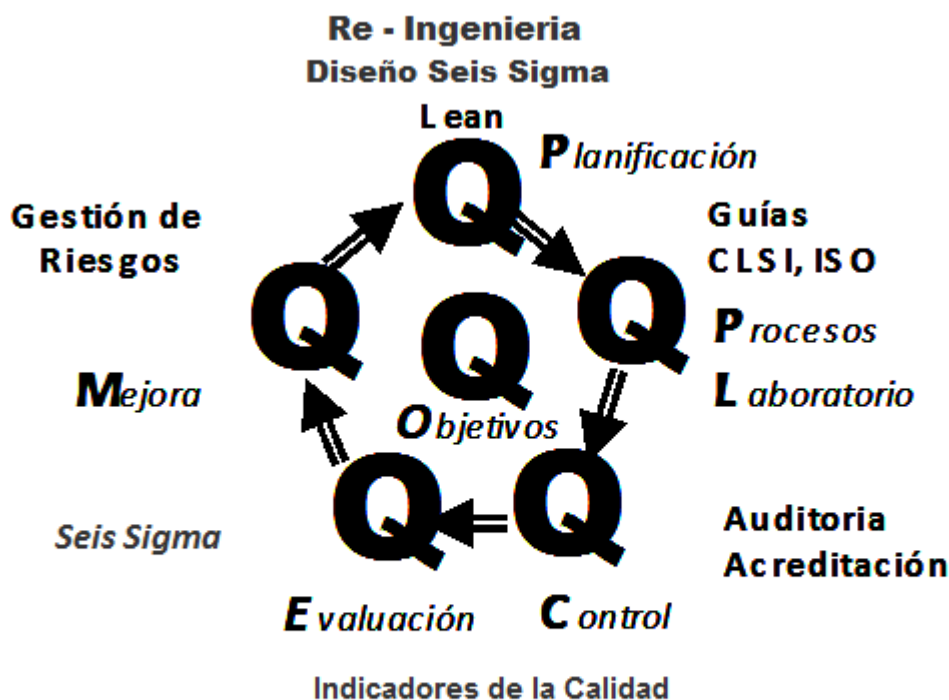 Re - Ingenieria
Diseño Seis Sigma
Lean
Q
Planificación
Gestión de
Riesgos
Guías
CLSI, ISO
Q
Q
Q
Procesos
Mejora
Laboratorio
Objetivos
Q
Q
Seis Sigma
Auditoria
Acreditación
Evaluación
Control
Indicadores de la Calidad